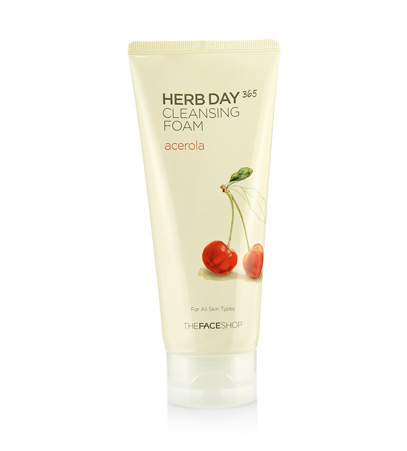 HERB DAY 365
CLEANSING
FOAM
acerola
For All Skin Types
THEFACESHOP